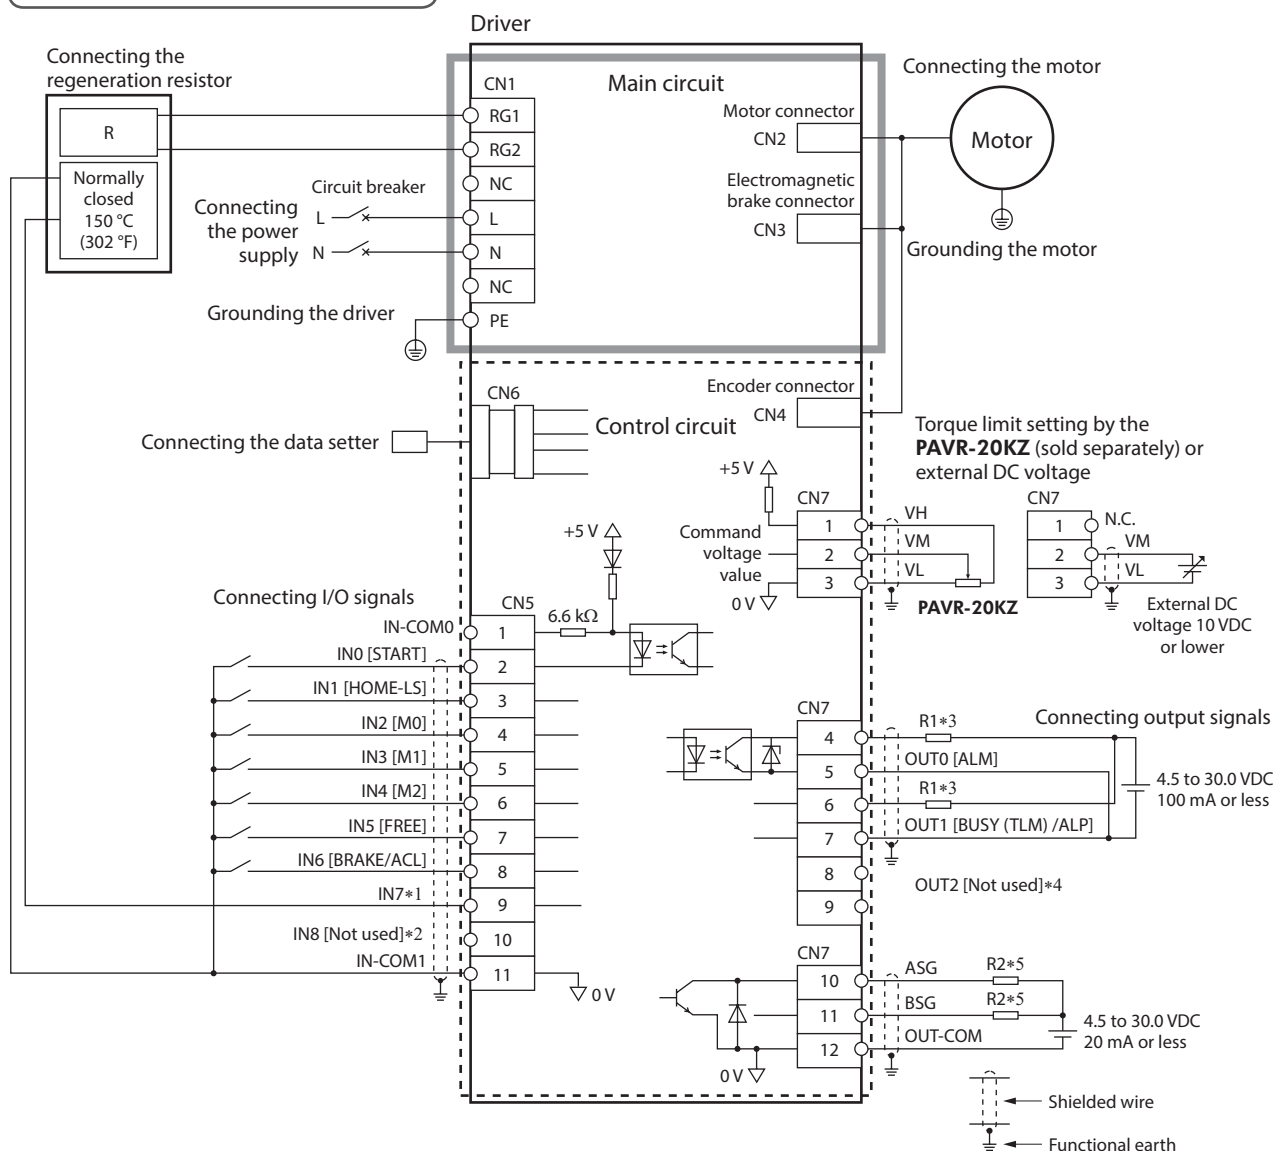 Driver
Connecting the
regeneration resistor
R
Normally
closed
150 °C
(302 °F)
Circuit breaker
Connecting
the power
supply
L
N
Grounding the driver
CN1
RG1
RG2
NC
L
N
NC
PE
Main circuit
Motor connector
CN2
Electromagnetic
brake connector
CN3
Connecting the motor
Motor
Grounding the motor
CN6
Connecting the data setter
Control circuit
Encoder connector
CN4
Torque limit setting by the
PAVR-20KZ (sold separately) or
external DC voltage
+5 V
Command
voltage
value
0 V
CN7
1
2
3
VH
VM
VL
PAVR-20KZ
CN7
1
2
3
N.C.
VM
VL
External DC
voltage 10 VDC
or lower
+5 V
6.6 kΩ
Connecting I/O signals
CN5
IN-COM0
1
IN0 [START]
2
IN1 [HOME-LS]
3
IN2 [M0]
4
IN3 [M1]
5
IN4 [M2]
6
IN5 [FREE]
7
IN6 [BRAKE/ACL]
8
IN7*1
9
IN8 [Not used]*2
10
IN-COM1
11
0 V
CN7
4
5
6
7
8
9
R1*3
Connecting output signals
OUT0 [ALM]
R1*3
OUT1 [BUSY (TLM) /ALP]
4.5 to 30.0 VDC
100 mA or less
OUT2 [Not used]*4
CN7
10
11
12
ASG
R2*5
BSG
R2*5
OUT-COM
4.5 to 30.0 VDC
20 mA or less
0 V
Shielded wire
Functional earth